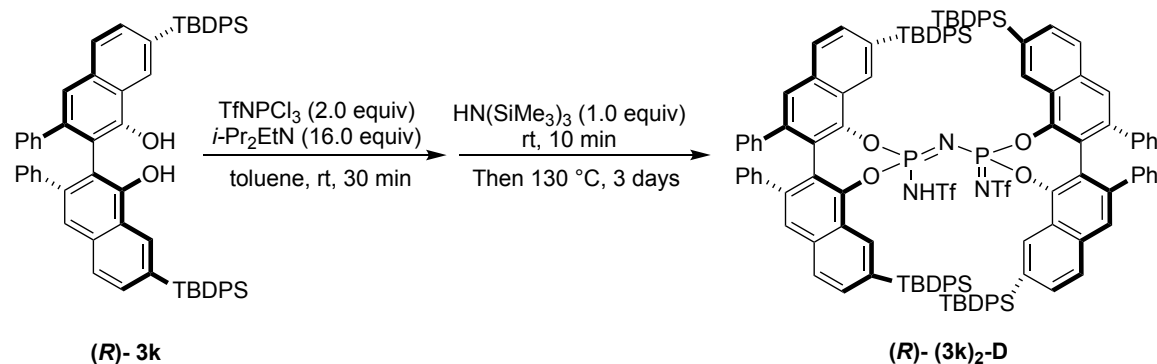 TBDPS
OH
Ph
OH
Ph
TBDPS
(R)- 3k
TfNPCl3 (2.0 equiv)
i-Pr2EtN (16.0 equiv)
toluene, rt, 30 min
HN(SiMe3)3 (1.0 equiv)
rt, 10 min
Then 130 °C, 3 days
TBDPS
TBDPS
Ph
O
O
N
O
Ph
P
P
Ph
O
NHTf
NTf
Ph
TBDPS
TBDPS
(R)- (3k)2-D